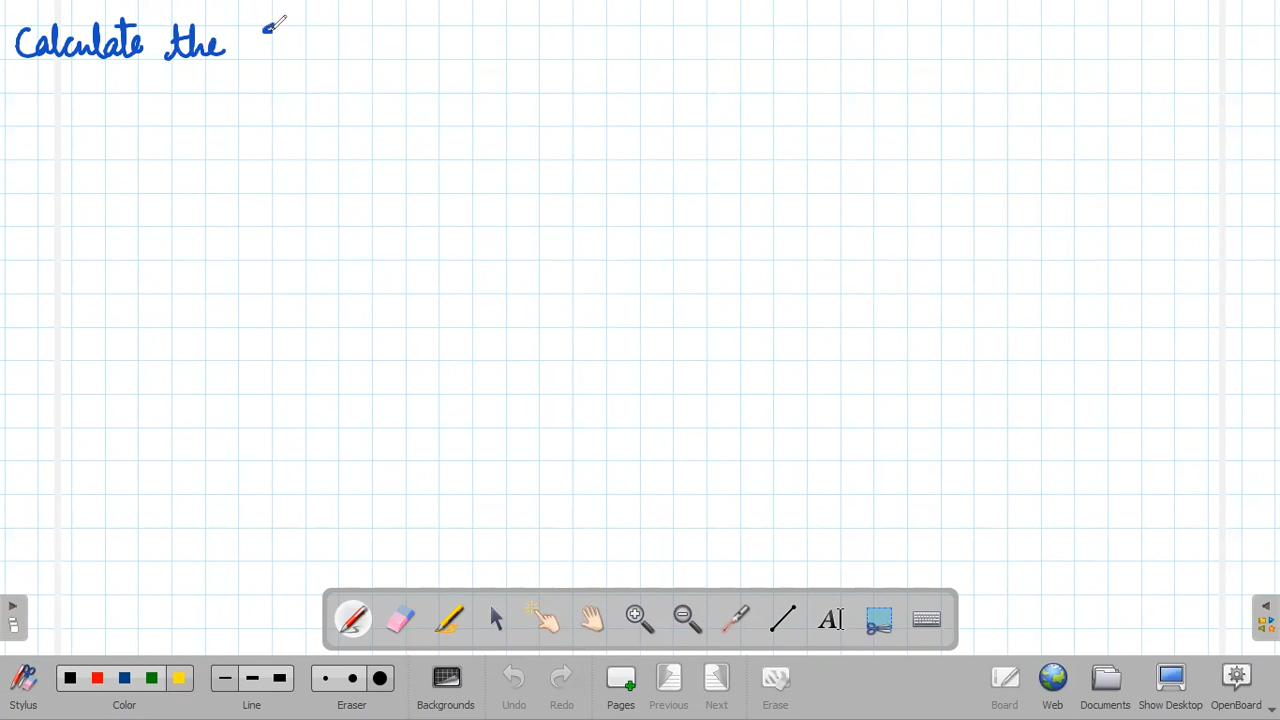 Calculate the
Stylus Color Line Eraser Backgrounds Undo Redo Pages Previous Next Erase Board Web Documents Show Desktop OpenBoard